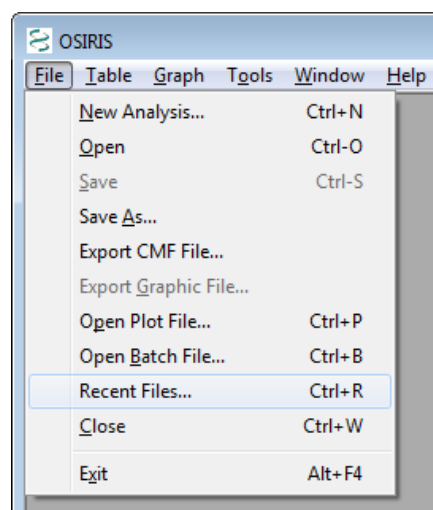 OSIRIS
File Table Graph Tools Window Help
New Analysis... Ctrl+N
Open Ctrl-O
Save Ctrl-S
Save As...
Export CMF File...
Export Graphic File...
Open Plot File... Ctrl+P
Open Batch File... Ctrl+B
Recent Files... Ctrl+R
Close Ctrl+W
Exit Alt+F4